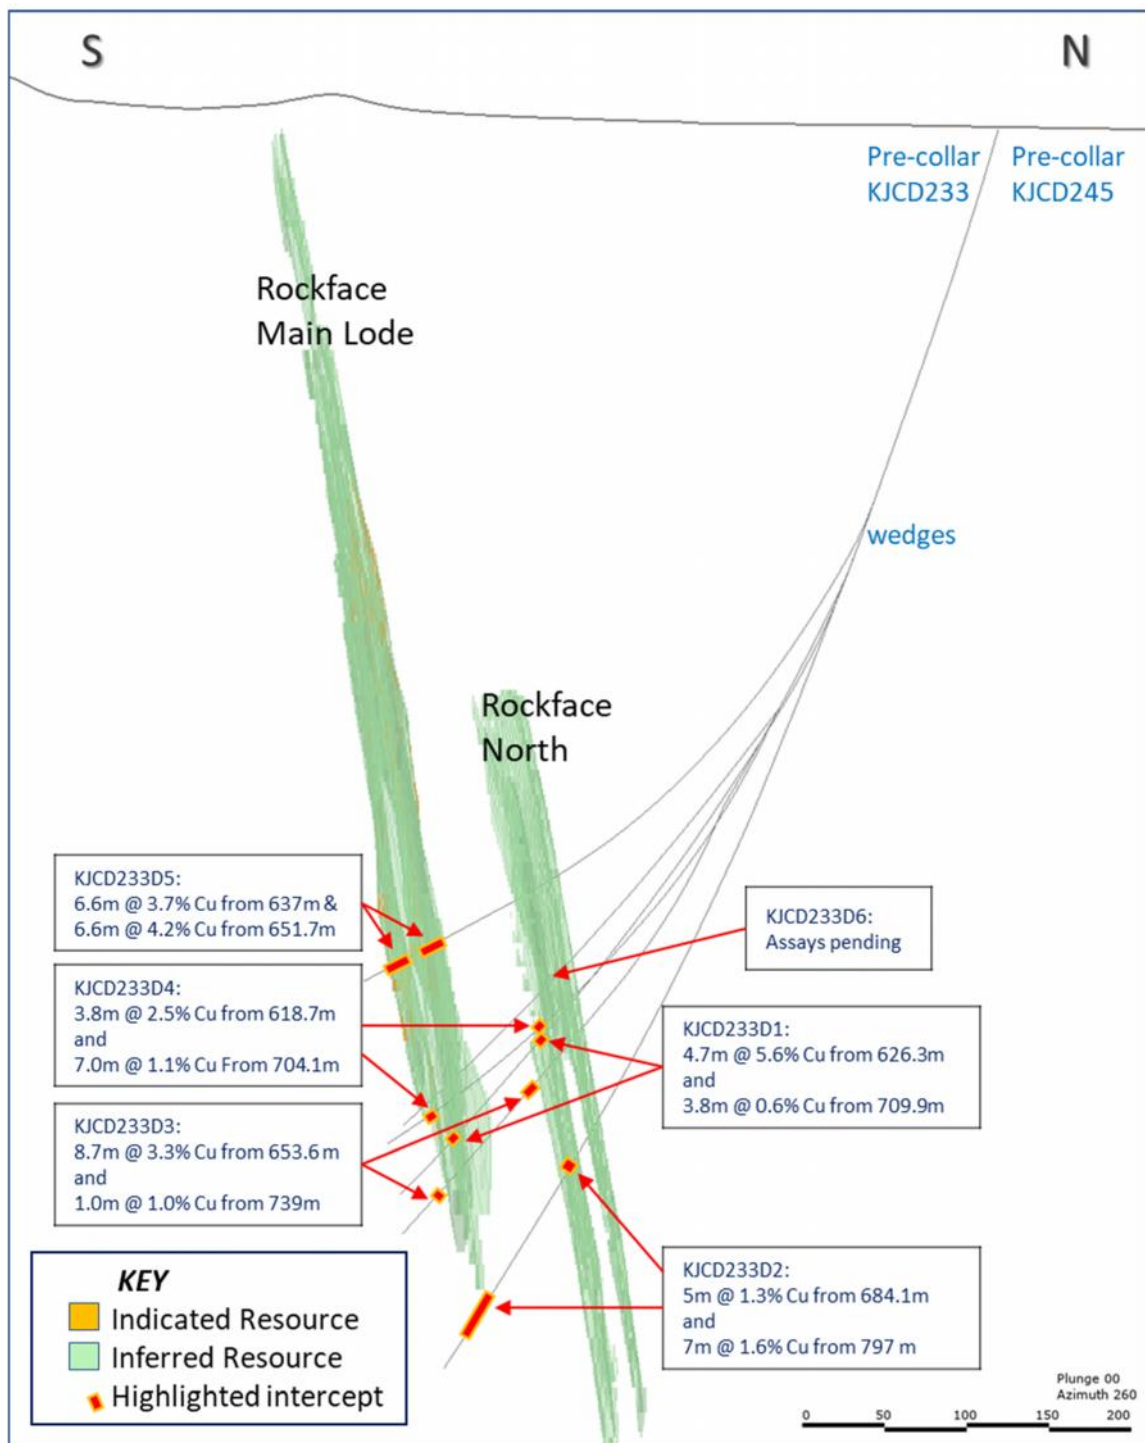 S
N
Pre-collar
KJCD233
Pre-collar
KJCD245
Rockface
Main Lode
wedges
Rockface
North
KJCD233D5:
6.6m @ 3.7% Cu from 637m &
6.6m @ 4.2% Cu from 651.7m
KJCD233D6:
Assays pending
KJCD233D4:
3.8m @ 2.5% Cu from 618.7m
and
7.0m @ 1.1% Cu From 704.1m
KJCD233D1:
4.7m @ 5.6% Cu from 626.3m
and
3.8m @ 0.6% Cu from 709.9m
KJCD233D3:
8.7m @ 3.3% Cu from 653.6 m
and
1.0m @ 1.0% Cu from 739m
KJCD233D2:
5m @ 1.3% Cu from 684.1m
and
7m @ 1.6% Cu from 797 m
KEY
Indicated Resource
Inferred Resource
Highlighted intercept
Plunge 00
Azimuth 260
0 50 100 150 200